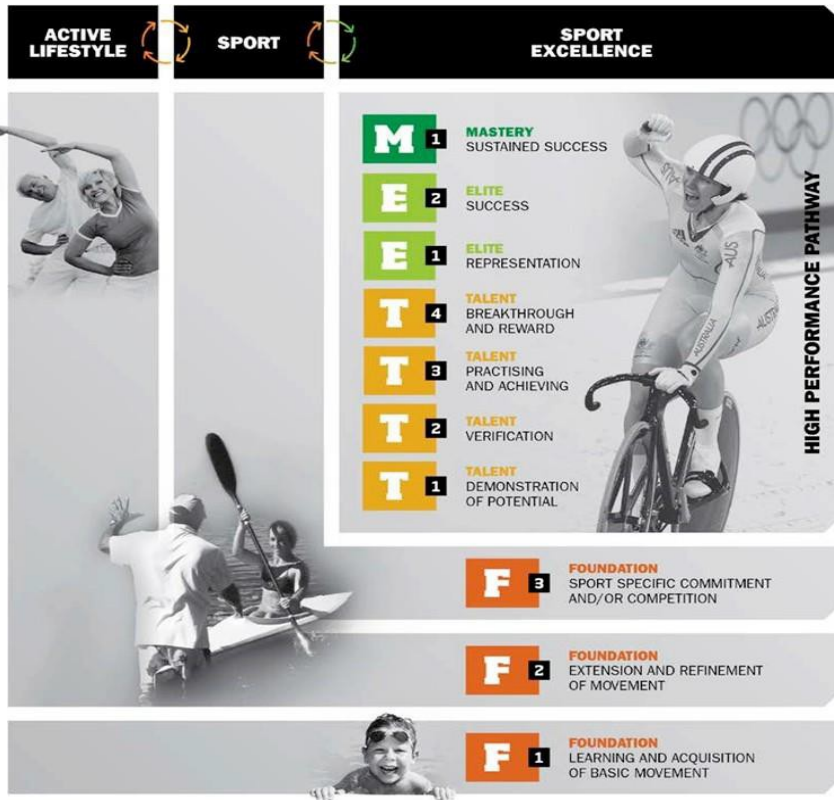 ACTIVE
LIFESTYLE
SPORT
SPORT
EXCELLENCE
M 1
MASTERY
SUSTAINED SUCCESS
E 2
ELITE
SUCCESS
E 1
ELITE
REPRESENTATION
T 4
TALENT
BREAKTHROUGH
AND REWARD
T 3
TALENT
PRACTISING
AND ACHIEVING
T 2
TALENT
VERIFICATION
T 1
TALENT
DEMONSTRATION
OF POTENTIAL
HIGH PERFORMANCE PATHWAY
AUS
AUSTRALIA
F 3
FOUNDATION
SPORT SPECIFIC COMMITMENT
AND/OR COMPETITION
F 2
FOUNDATION
EXTENSION AND REFINEMENT
OF MOVEMENT
F 1
FOUNDATION
LEARNING AND ACQUISITION
OF BASIC MOVEMENT